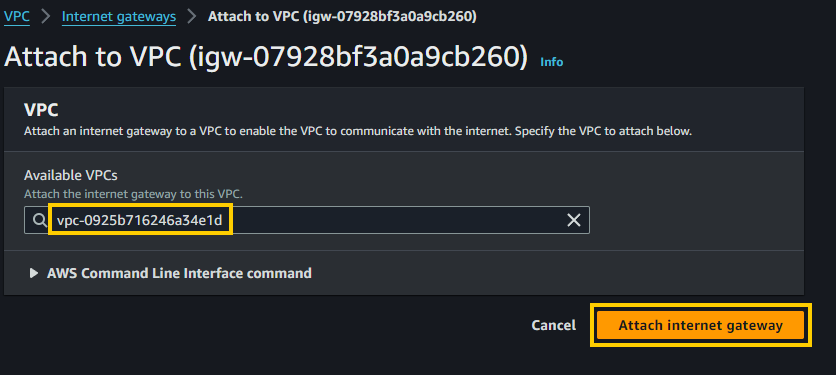 VPC > Internet gateways > Attach to VPC (igw-07928bf3a0a9cb260)
Attach to VPC (igw-07928bf3a0a9cb260) Info
VPC
Attach an internet gateway to a VPC to enable the VPC to communicate with the internet. Specify the VPC to attach below.
Available VPCs
Attach the internet gateway to this VPC.
vpc-0925b716246a34e1d
AWS Command Line Interface command
Cancel Attach internet gateway